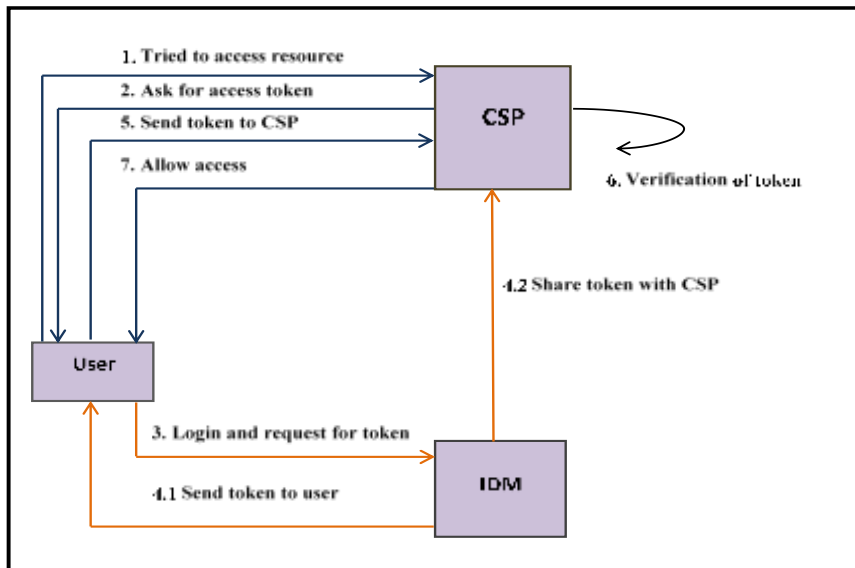 1. Tried to access resource
2. Ask for access token
CSP
5. Send token to CSP
7. Allow access
6. Verification of token
4.2 Share token with CSP
User
3. Login and request for token
IDM
4.1 Send token to user